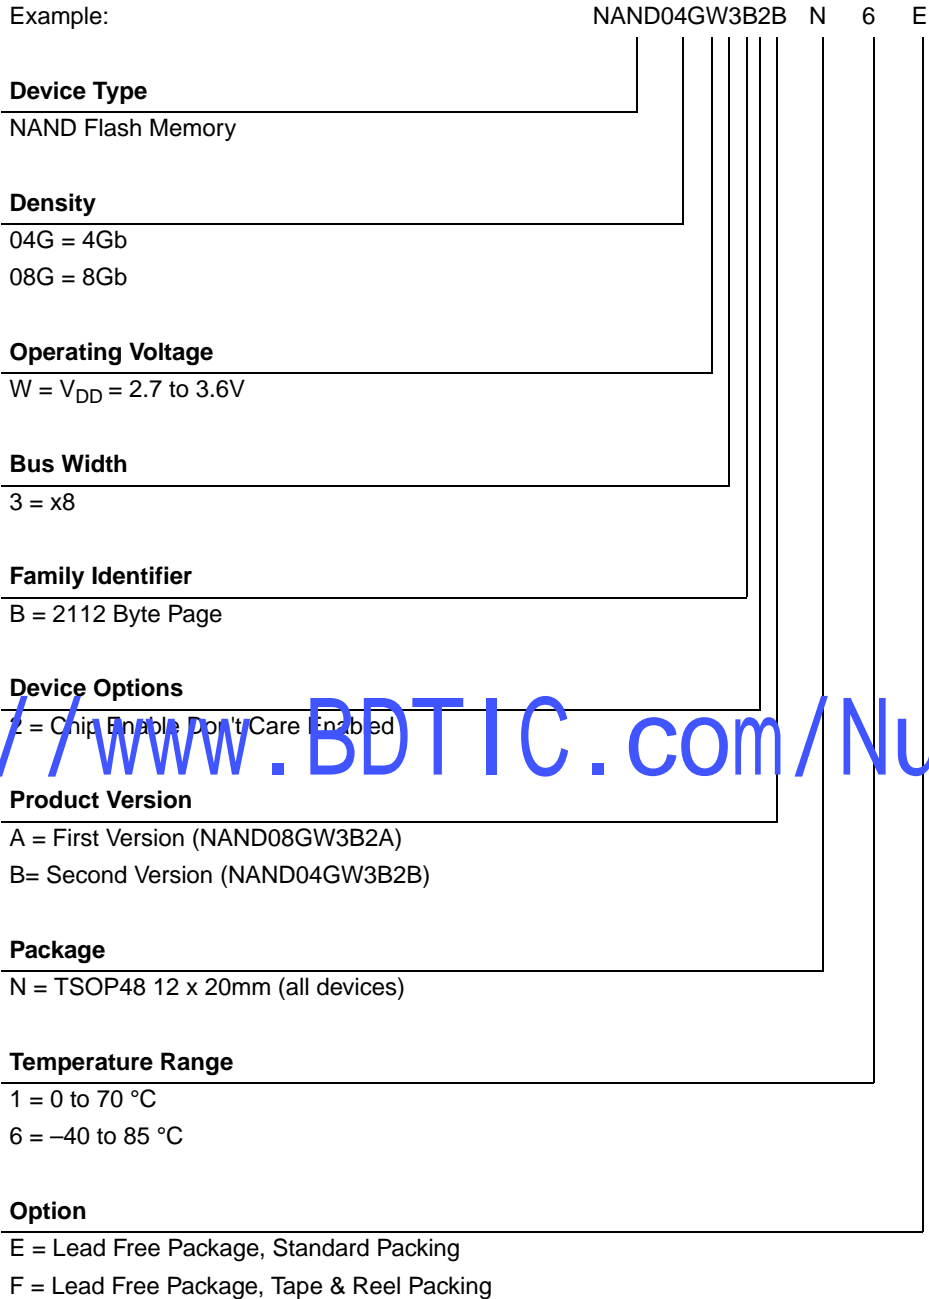 Example: NAND04GW3B2B N 6 E
Device Type
NAND Flash Memory
Density
04G = 4Gb
08G = 8Gb
Operating Voltage
W = VDD = 2.7 to 3.6V
Bus Width
3 = x8
Family Identifier
B = 2112 Byte Page
Device Options
2 = Chip Enable Don't Care Enabled
//www.BDTIC.com/Nu
Product Version
A = First Version (NAND08GW3B2A)
B= Second Version (NAND04GW3B2B)
Package
N = TSOP48 12 x 20mm (all devices)
Temperature Range
1 = 0 to 70 °C
6 = –40 to 85 °C
Option
E = Lead Free Package, Standard Packing
F = Lead Free Package, Tape & Reel Packing